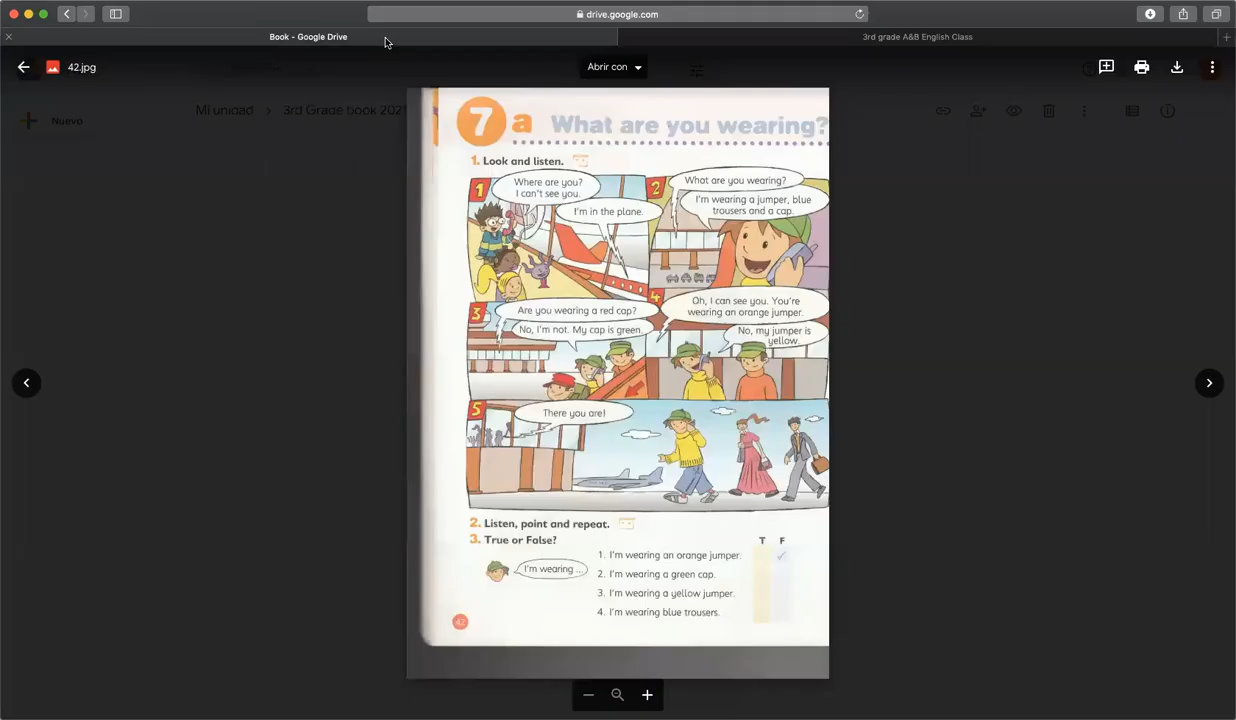 drive.google.com
Book - Google Drive
3rd grade A&B English Class
42.jpg
Abrir con
Mi unidad > 3rd Grade book 2021
Nuevo
7 a What are you wearing?
1. Look and listen.
1
Where are you?
I can't see you.
I'm in the plane.
2
What are you wearing?
I'm wearing a jumper, blue
trousers and a cap.
3
Are you wearing a red cap?
No, I'm not. My cap is green.
4
Oh, I can see you. You're
wearing an orange jumper.
No, my jumper is
yellow.
5
There you are!
2. Listen, point and repeat.
3. True or False?
T F
I'm wearing ...
1. I'm wearing an orange jumper.
2. I'm wearing a green cap.
3. I'm wearing a yellow jumper.
4. I'm wearing blue trousers.
42